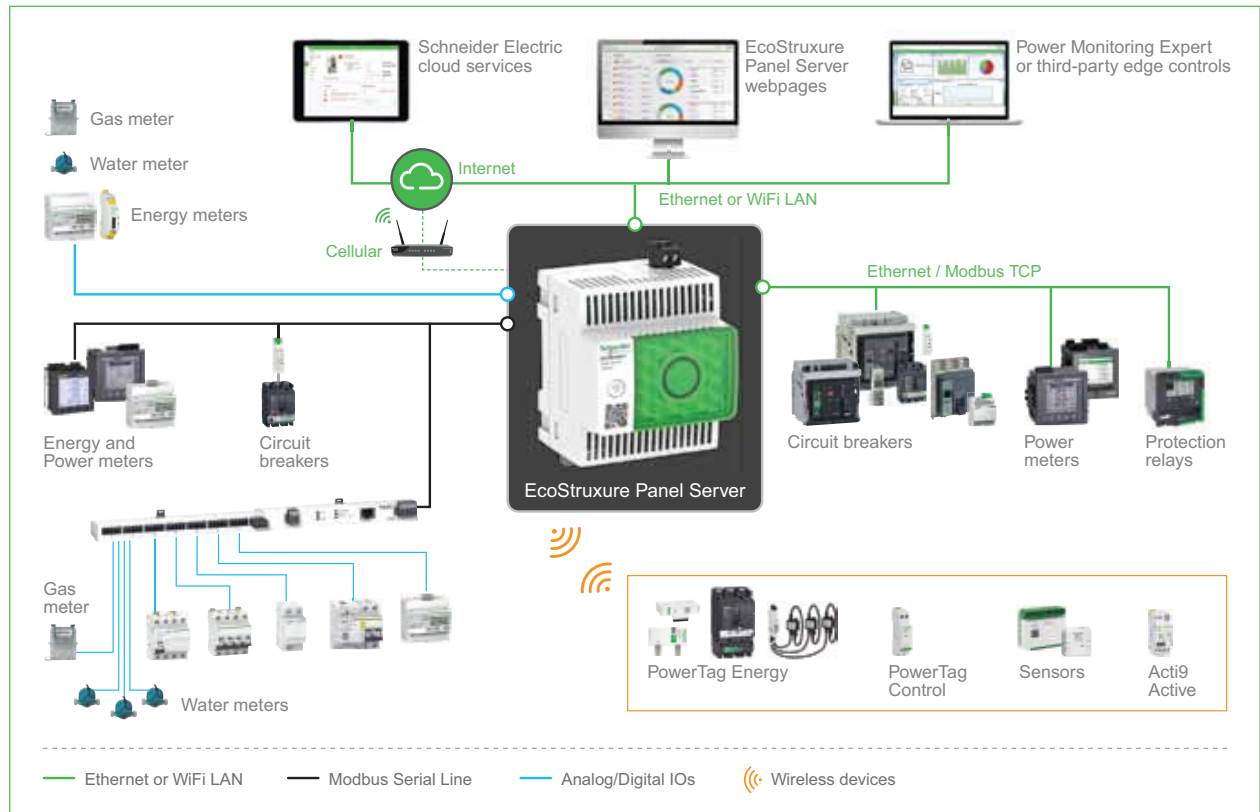 Schneider Electric
cloud services
EcoStruxure
Panel Server
webpages
Power Monitoring Expert
or third-party edge controls
Gas meter
Water meter
Energy meters
Internet
Ethernet or WiFi LAN
Cellular
Ethernet / Modbus TCP
Energy and
Power meters
Circuit
breakers
EcoStruxure Panel Server
Circuit breakers
Power
meters
Protection
relays
Gas
meter
Water meters
PowerTag Energy
PowerTag
Control
Sensors
Acti9
Active
Ethernet or WiFi LAN
Modbus Serial Line
Analog/Digital IOs
Wireless devices